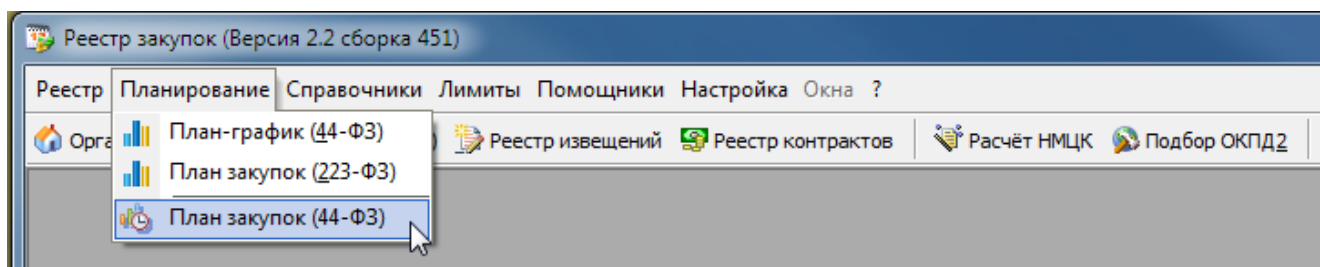 Реестр закупок (Версия 2.2 сборка 451)
Реестр Планирование Справочники Лимиты Помощники Настройка Окна ?
Реестр извещений Реестр контрактов Расчёт НМЦК Подбор ОКПД2
План-график (44-ФЗ)
План закупок (223-ФЗ)
План закупок (44-ФЗ)